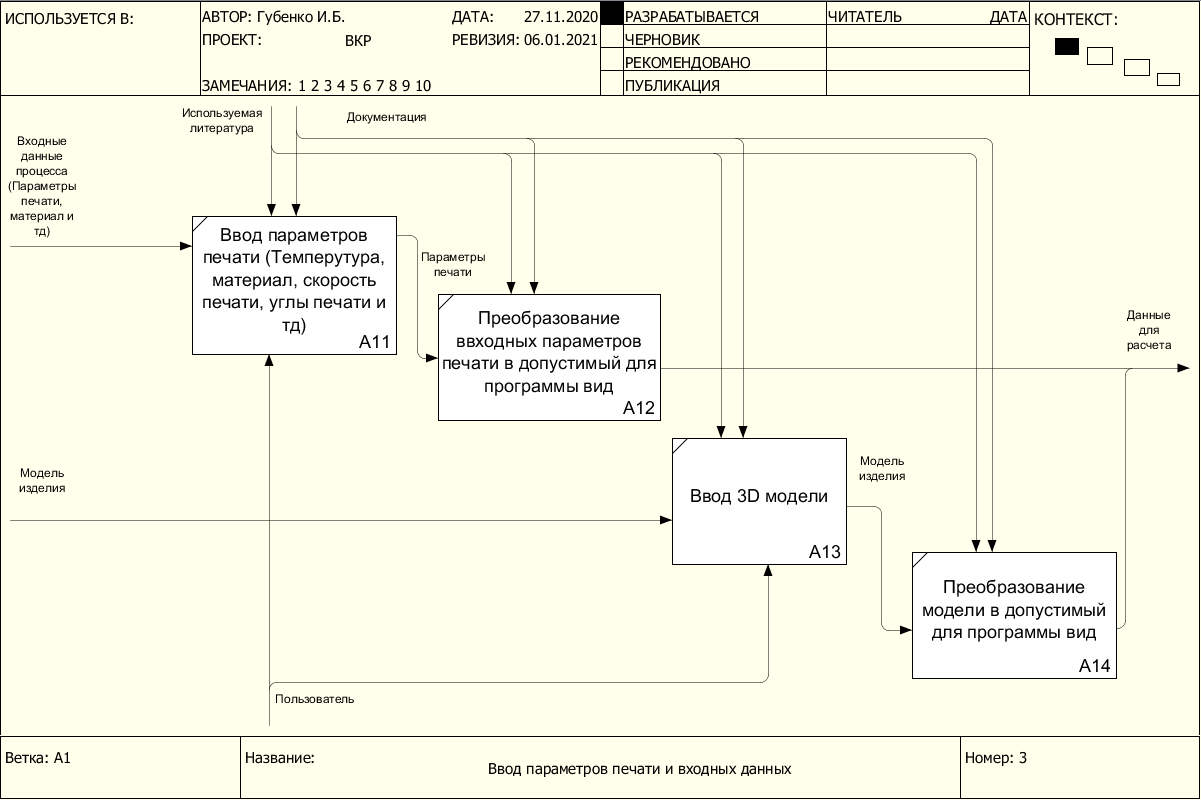 ИСПОЛЬЗУЕТСЯ В:
АВТОР: Губенко И.Б.
ДАТА: 27.11.2020
ПРОЕКТ: ВКР
РЕВИЗИЯ: 06.01.2021
ЗАМЕЧАНИЯ: 1 2 3 4 5 6 7 8 9 10
РАЗРАБАТЫВАЕТСЯ
ЧЕРНОВИК
РЕКОМЕНДОВАНО
ПУБЛИКАЦИЯ
ЧИТАТЕЛЬ ДАТА
КОНТЕКСТ:
Используемая
литература
Документация
Входные
данные
процесса
(Параметры
печати,
материал и
тд)
Ввод параметров
печати (Темперутура,
материал, скорость
печати, углы печати и
тд)
A11
Параметры
печати
Преобразование
ввходных параметров
печати в допустимый для
программы вид
A12
Данные
для
расчета
Модель
изделия
Ввод 3D модели
A13
Модель
изделия
Преобразование
модели в допустимый
для программы вид
A14
Пользователь
Ветка: A1
Название:
Ввод параметров печати и входных данных
Номер: 3